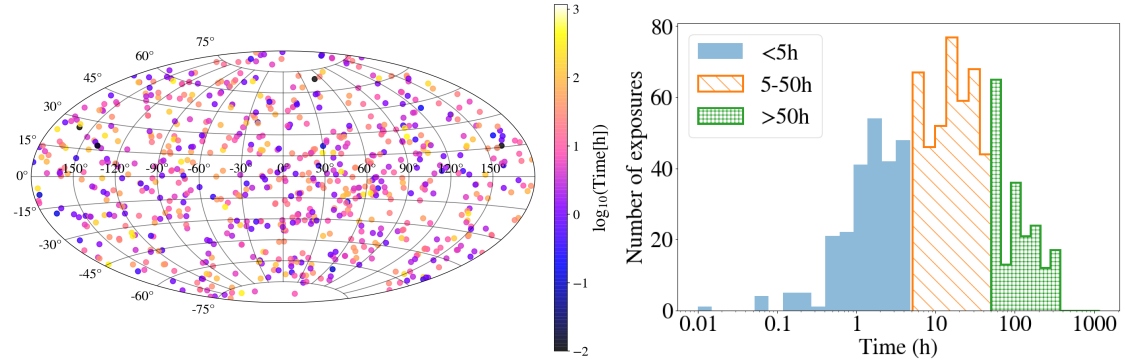 75°
60°
45°
30°
15°
0°
-15°
-30°
-45°
-60°
-75°
-150° -120° -90° -60° -30° 0° 30° 60° 90° 120° 150°
3
2
1
0
−1
−2
log₁₀(Time[h])
80
60
40
20
0
Number of exposures
<5h
5-50h
>50h
0.01 0.1 1 10 100 1000
Time (h)